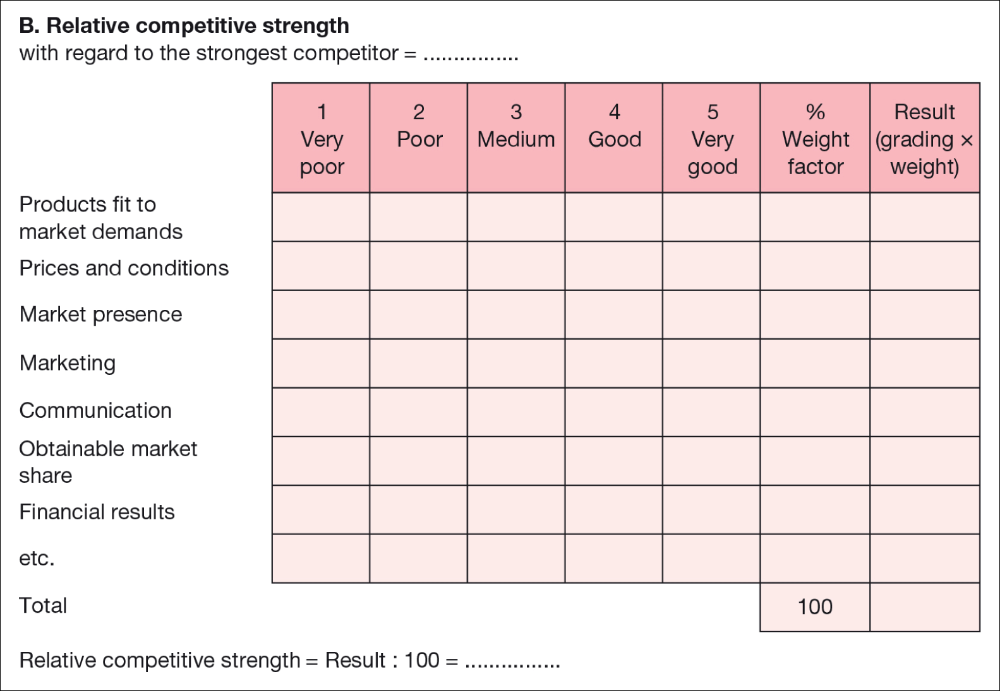 B. Relative competitive strength
with regard to the strongest competitor = ................
1 Very poor
2 Poor
3 Medium
4 Good
5 Very good
% Weight factor
Result (grading × weight)
Products fit to
market demands
Prices and conditions
Market presence
Marketing
Communication
Obtainable market
share
Financial results
etc.
Total 100
Relative competitive strength = Result : 100 = ................